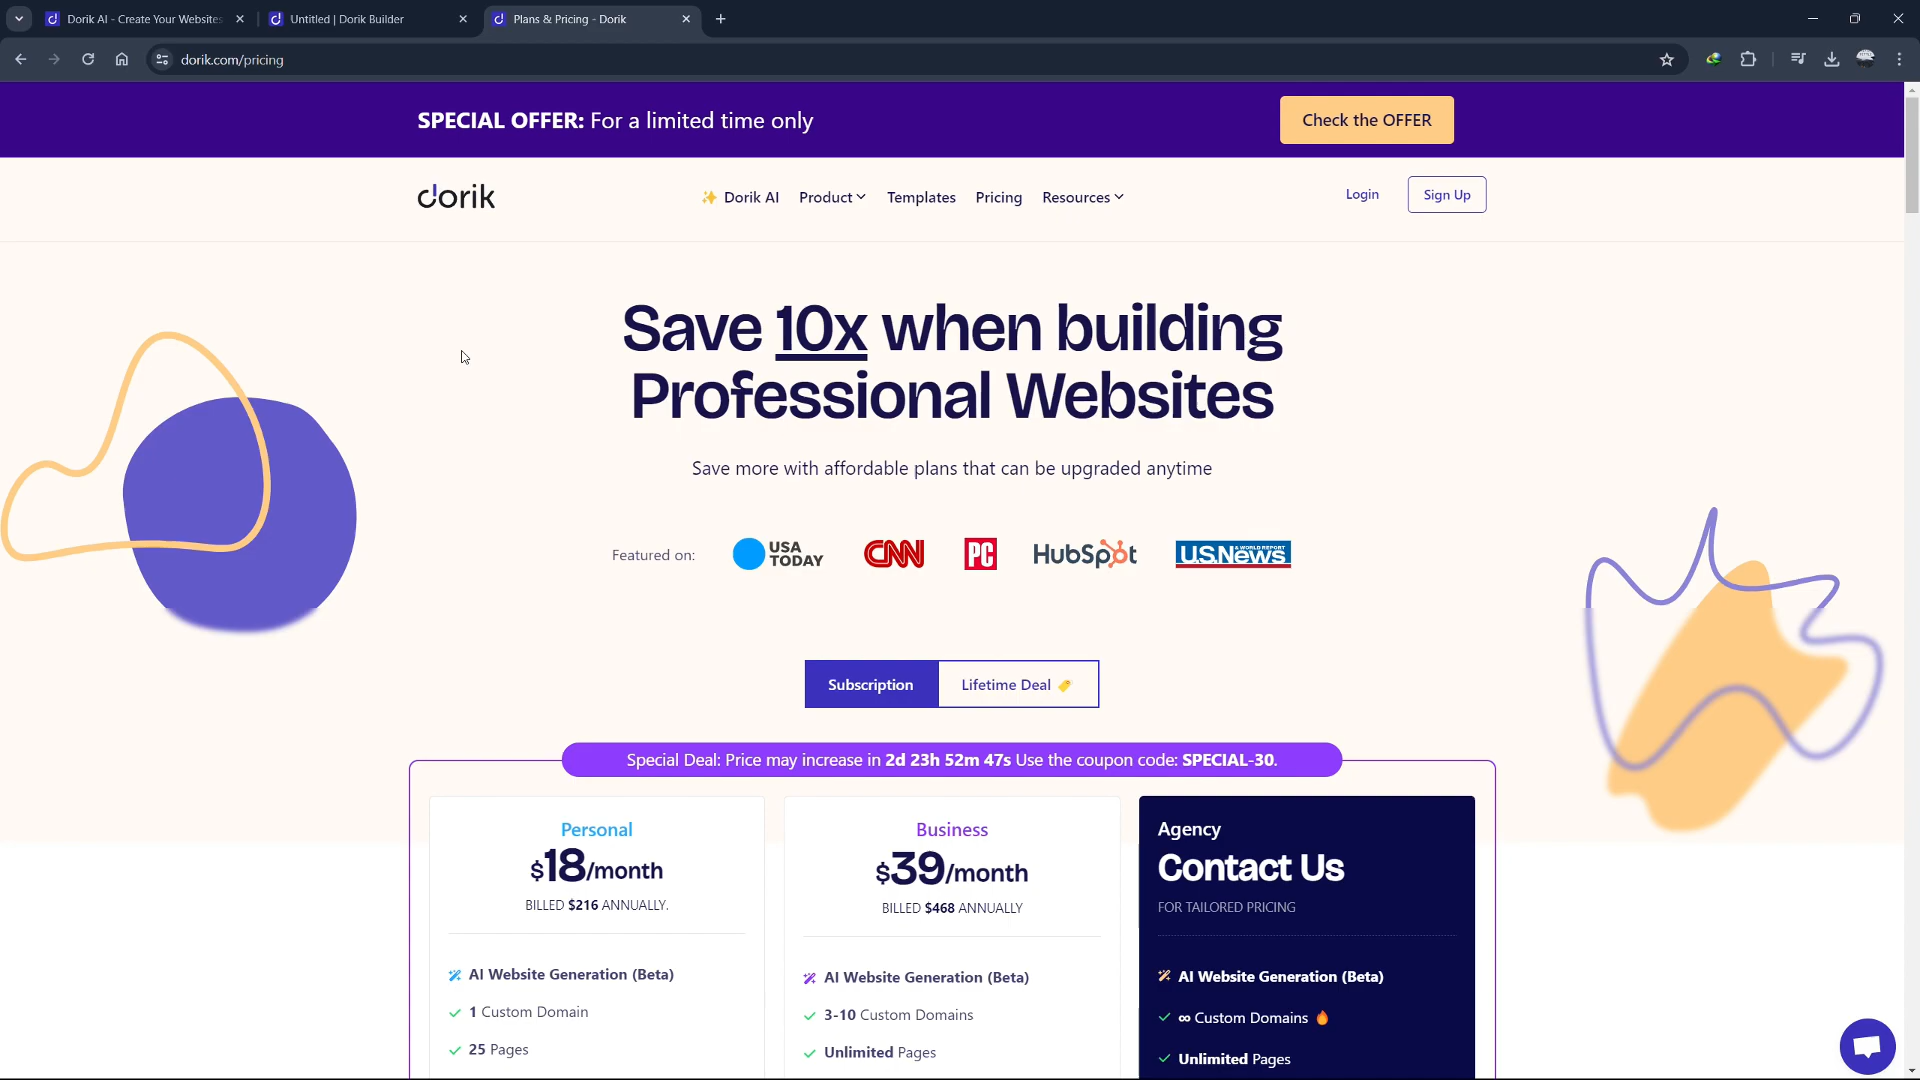 Dorik AI - Create Your Websites
Untitled | Dorik Builder
Plans & Pricing - Dorik
dorik.com/pricing
SPECIAL OFFER: For a limited time only
Check the OFFER
dorik
✨ Dorik AI
Product
Templates
Pricing
Resources
Login
Sign Up
Save 10x when building
Professional Websites
Save more with affordable plans that can be upgraded anytime
Featured on:
USA
TODAY
CNN
PC
HubSpot
U.S.News
& WORLD REPORT
Subscription
Lifetime Deal 🏷️
Special Deal: Price may increase in 2d 23h 52m 47s Use the coupon code: SPECIAL-30.
Personal
$18/month
BILLED $216 ANNUALLY.
AI Website Generation (Beta)
✓ 1 Custom Domain
✓ 25 Pages
Business
$39/month
BILLED $468 ANNUALLY
AI Website Generation (Beta)
✓ 3-10 Custom Domains
✓ Unlimited Pages
Agency
Contact Us
FOR TAILORED PRICING
AI Website Generation (Beta)
✓ ∞ Custom Domains 🔥
✓ Unlimited Pages